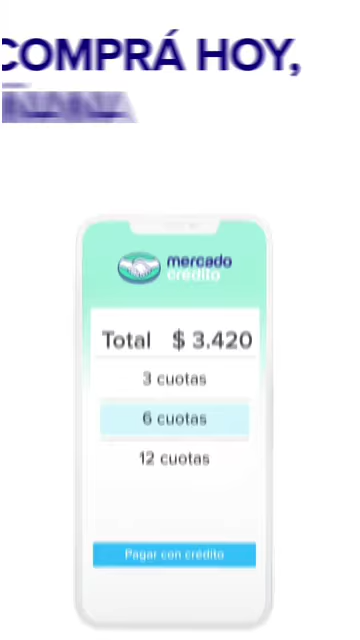 COMPRÁ HOY,
mercado
crédito
Total $ 3.420
3 cuotas
6 cuotas
12 cuotas
Pagar con crédito